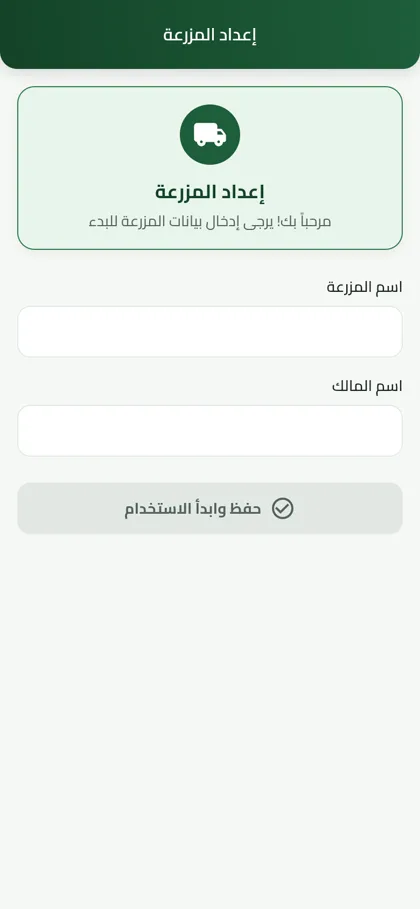 إعداد المزرعة
إعداد المزرعة
مرحباً بك! يرجى إدخال بيانات المزرعة للبدء
اسم المزرعة
اسم المالك
حفظ وابدأ الاستخدام